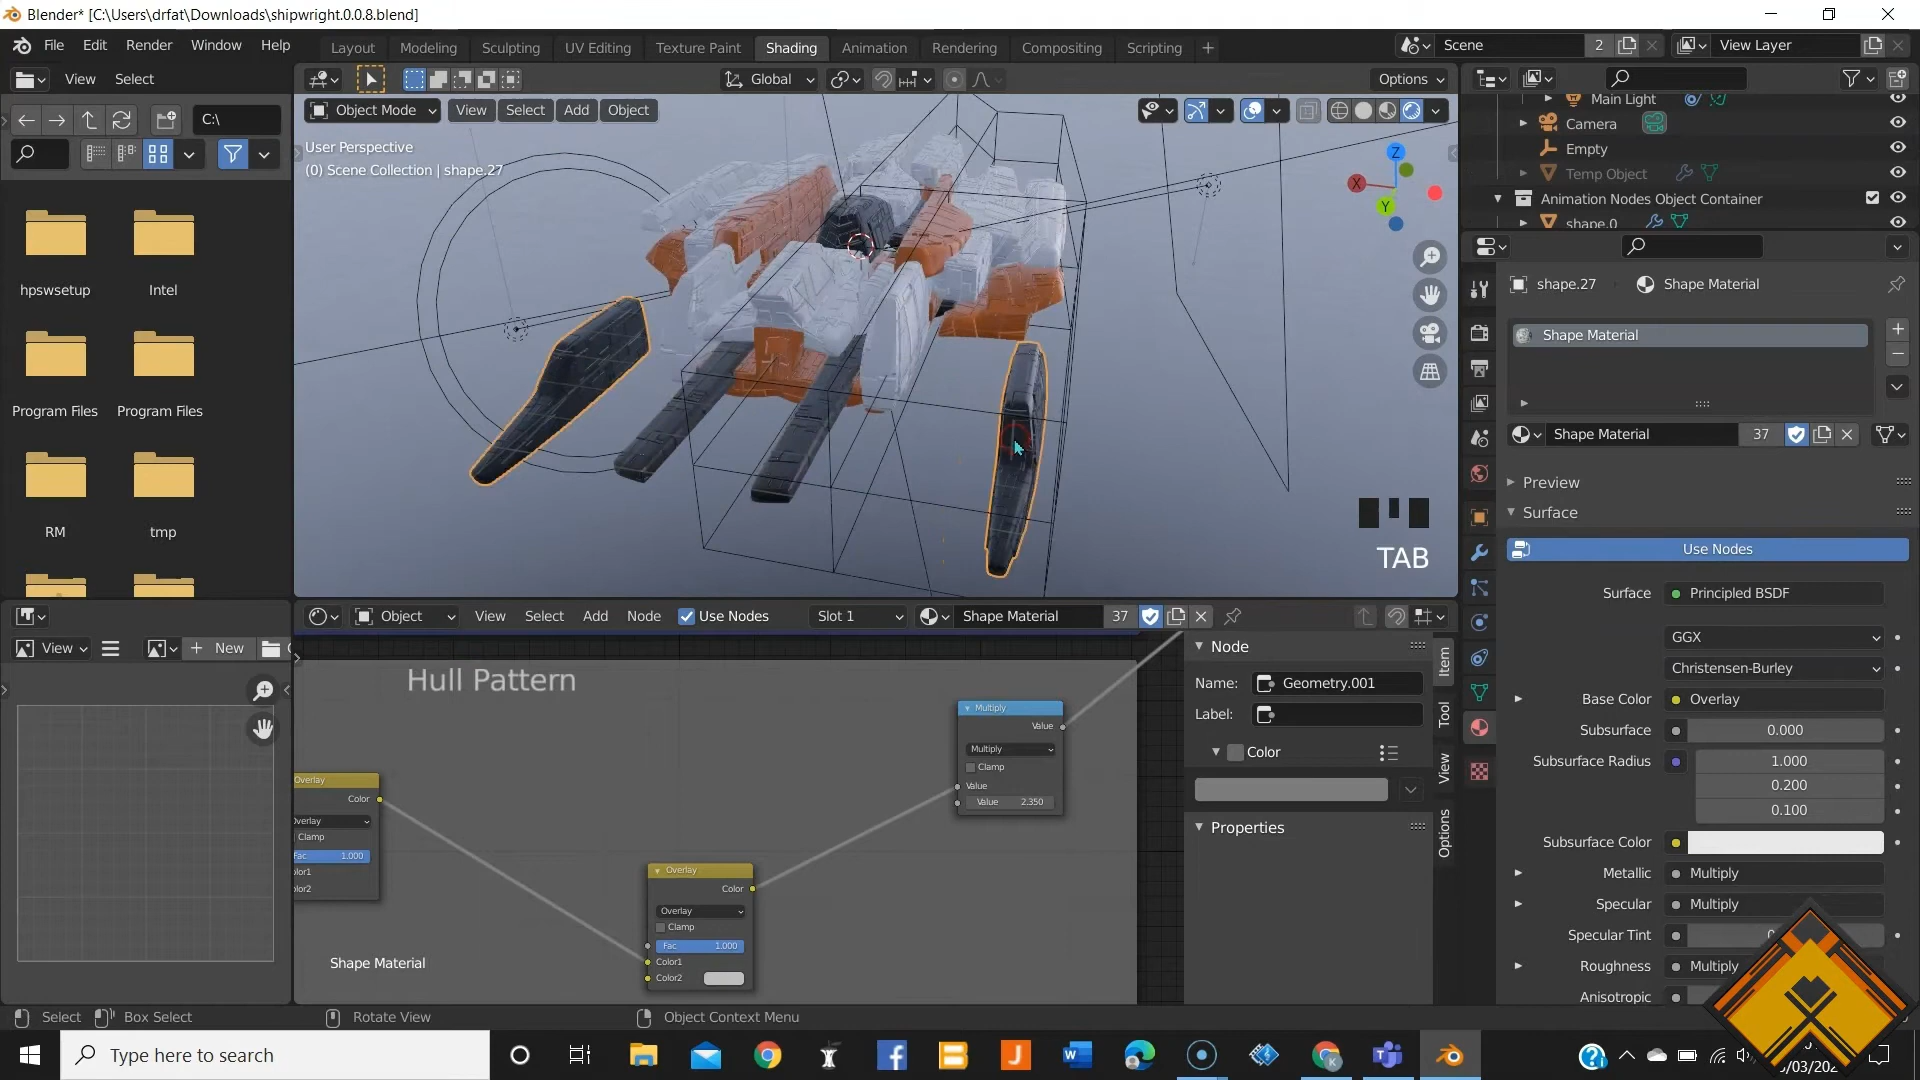 Blender* [C:\Users\drfat\Downloads\shipwright.0.0.8.blend]
File Edit Render Window Help
Layout Modeling Sculpting UV Editing Texture Paint Shading Animation Rendering Compositing Scripting +
Scene 2 View Layer
View Select
Global
Options
C:\
Object Mode View Select Add Object
User Perspective
(0) Scene Collection | shape.27
Z
X
Y
TAB
hpswsetup Intel
Program Files Program Files
RM tmp
Main Light
Camera
Empty
Temp Object
Animation Nodes Object Container
shape.0
shape.27 Shape Material
Shape Material
Shape Material 37
Preview
Surface
Use Nodes
Surface Principled BSDF
GGX
Christensen-Burley
Base Color Overlay
Subsurface 0.000
Subsurface Radius 1.000
0.200
0.100
Subsurface Color
Metallic Multiply
Specular Multiply
Specular Tint
Roughness Multiply
Anisotropic
Object View Select Add Node Use Nodes Slot 1 Shape Material 37
View New
Hull Pattern
Overlay
Color
Overlay
Clamp
Fac 1.000
Overlay
Color
Overlay
Clamp
Fac 1.000
Color1
Color2
Multiply
Value
Multiply
Clamp
Value
Value 2.350
Shape Material
Node
Name: Geometry.001
Label:
Color
Properties
Item
Tool
View
Options
Select Box Select Rotate View Object Context Menu
Type here to search